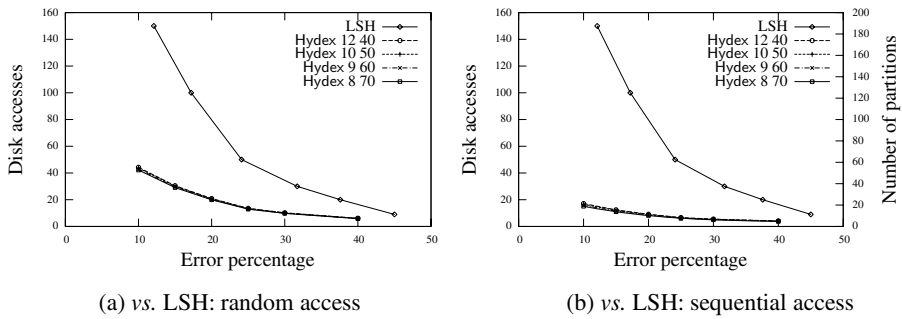 160
140
120
100
80
60
40
20
0
Disk accesses
0 10 20 30 40 50
Error percentage
LSH
Hydex 12 40
Hydex 10 50
Hydex 9 60
Hydex 8 70
(a) vs. LSH: random access
160
140
120
100
80
60
40
20
0
Disk accesses
0 10 20 30 40 50
Error percentage
LSH
Hydex 12 40
Hydex 10 50
Hydex 9 60
Hydex 8 70
200
180
160
140
120
100
80
60
40
20
0
Number of partitions
(b) vs. LSH: sequential access